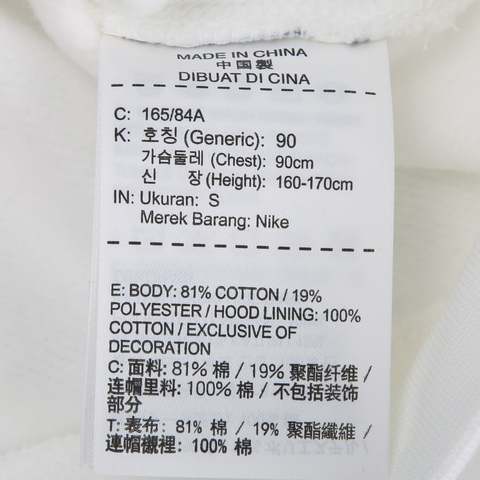 MADE IN CHINA
中國製
DIBUAT DI CINA
C: 165/84A
K: 호칭 (Generic): 90
가슴둘레 (Chest): 90cm
신 장 (Height): 160-170cm
IN: Ukuran: S
Merek Barang: Nike
E: BODY: 81% COTTON / 19%
POLYESTER / HOOD LINING: 100%
COTTON / EXCLUSIVE OF
DECORATION
C: 面料: 81% 棉 / 19% 聚酯纤维 /
连帽里料: 100% 棉 / 不包括装饰
部分
T: 表布: 81% 棉 / 19% 聚酯纖維 /
連帽襯裡: 100% 棉